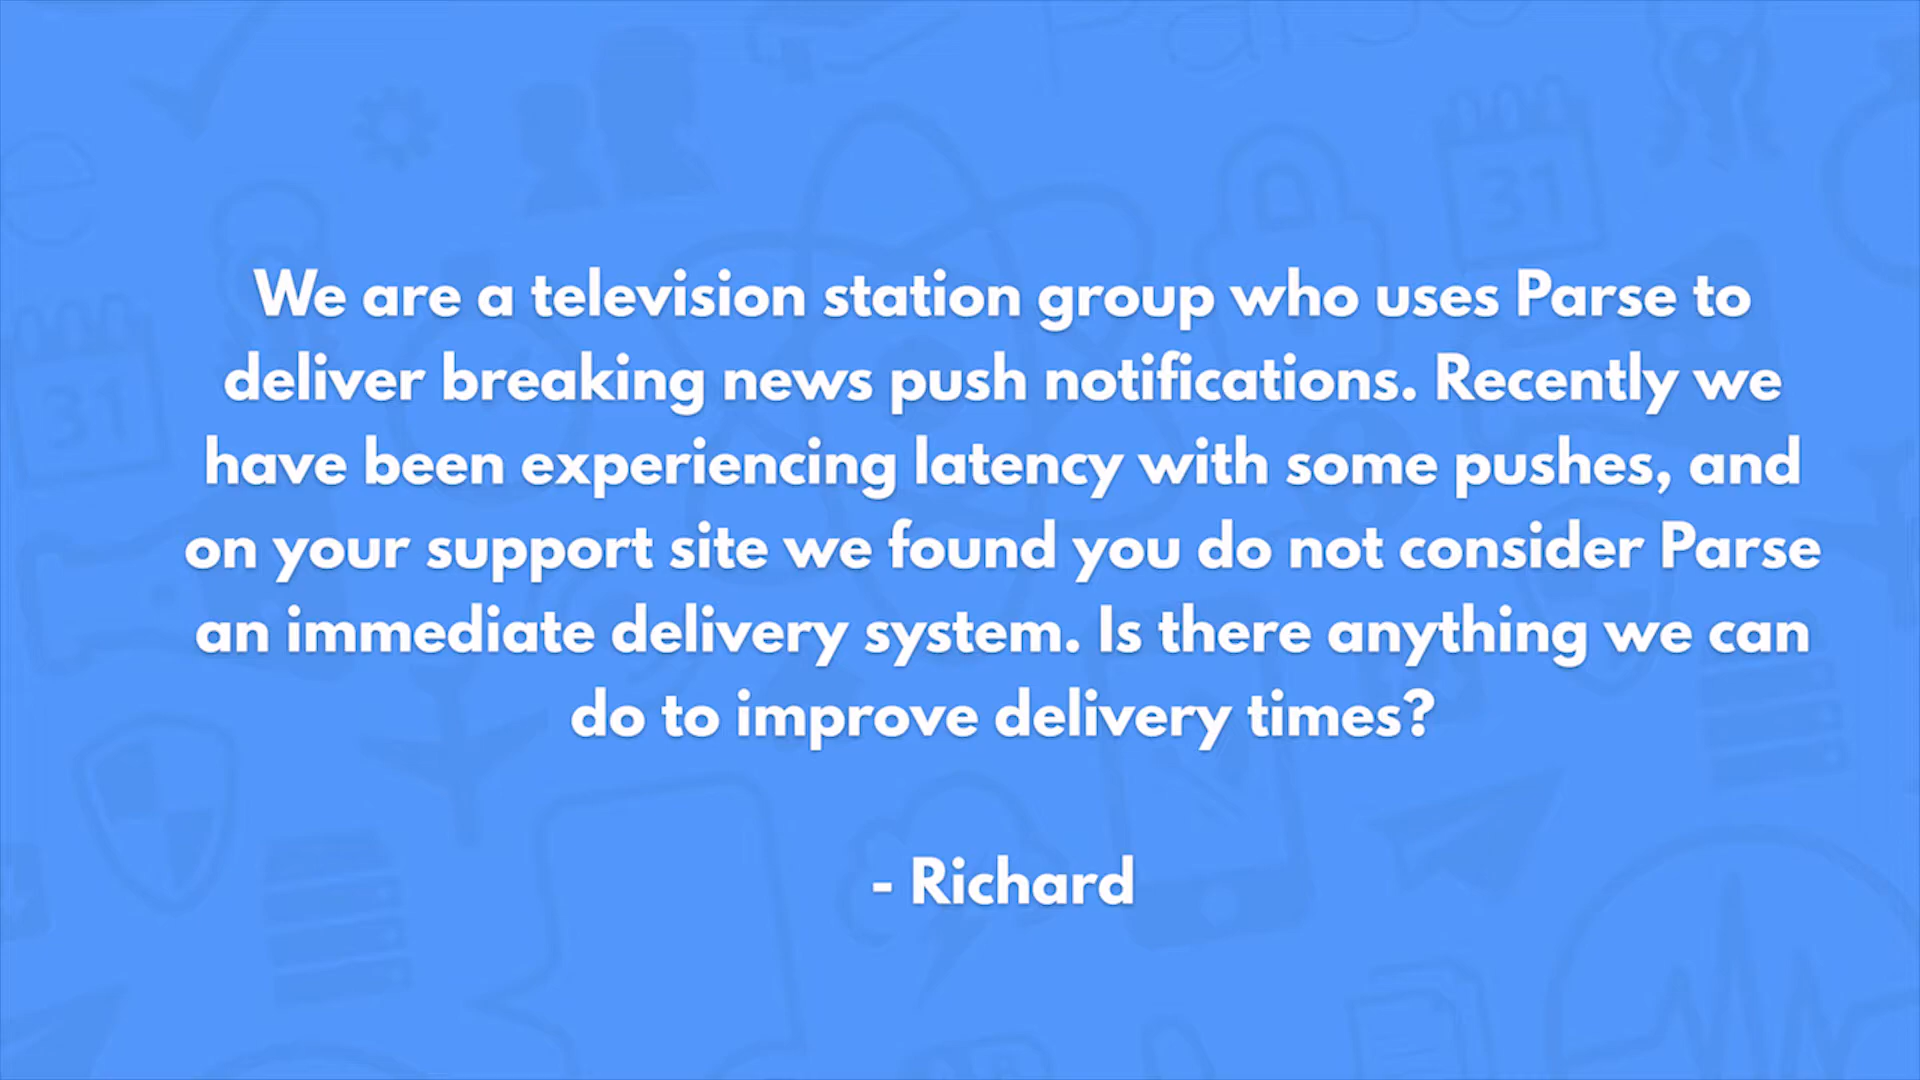 We are a television station group who uses Parse to
deliver breaking news push notifications. Recently we
have been experiencing latency with some pushes, and
on your support site we found you do not consider Parse
an immediate delivery system. Is there anything we can
do to improve delivery times?
- Richard
31
31